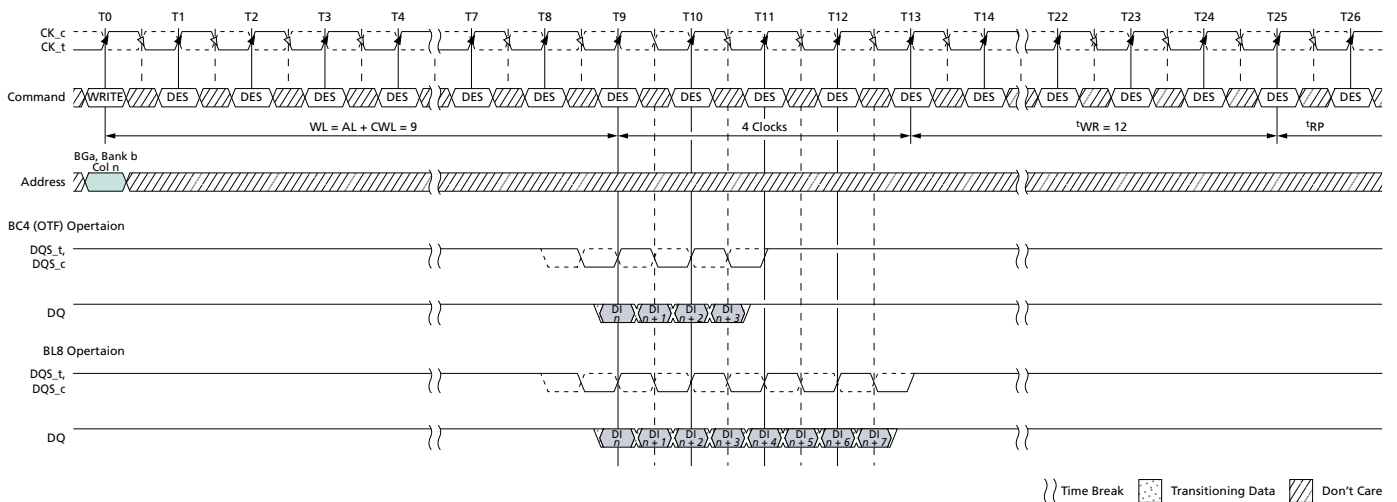 T0 T1 T2 T3 T4 T7 T8 T9 T10 T11 T12 T13 T14 T22 T23 T24 T25 T26
CK_c
CK_t
Command WRITE DES DES DES DES DES DES DES DES DES DES DES DES DES DES DES DES DES
WL = AL + CWL = 9 4 Clocks tWR = 12 tRP
BGa, Bank b
Col n
Address
BC4 (OTF) Opertaion
DQS_t,
DQS_c
DQ DI n DI n + 1 DI n + 2 DI n + 3
BL8 Opertaion
DQS_t,
DQS_c
DQ DI n DI n + 1 DI n + 2 DI n + 3 DI n + 4 DI n + 5 DI n + 6 DI n + 7
Time Break Transitioning Data Don't Care